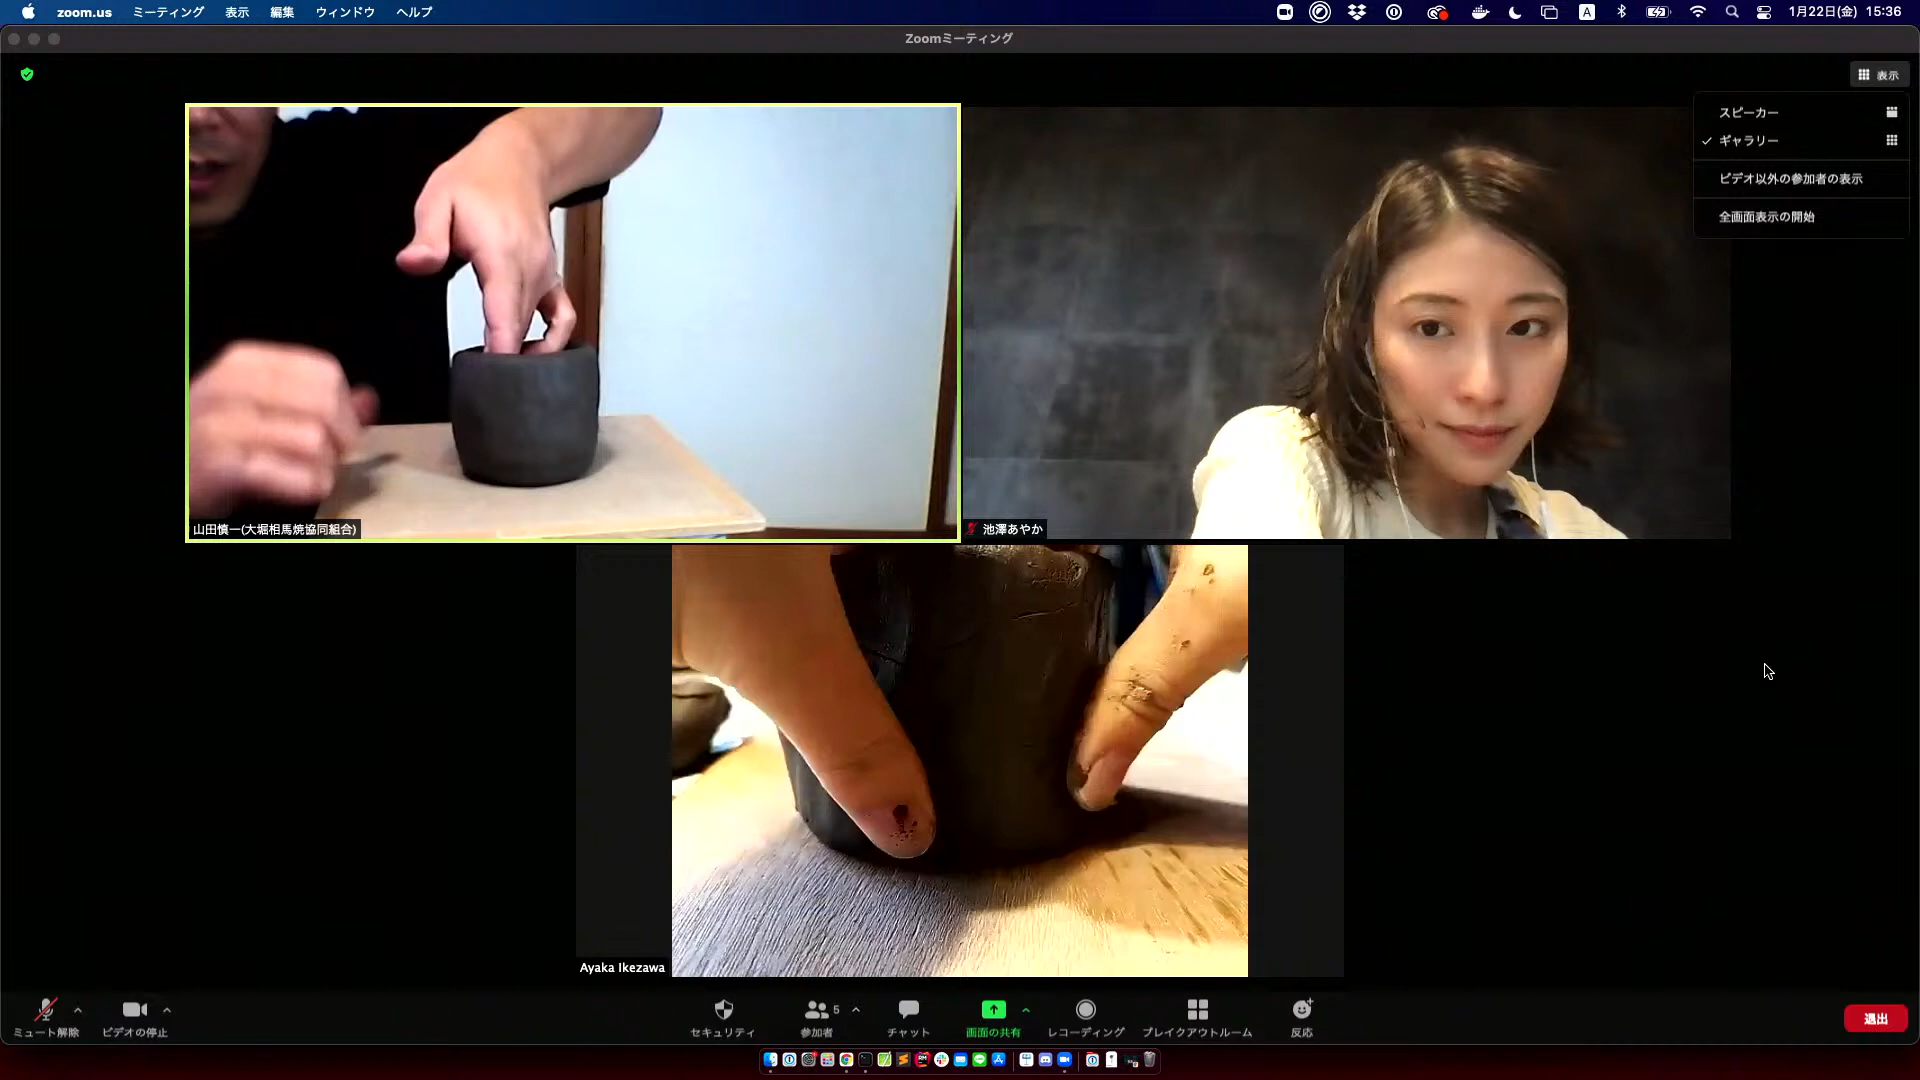 zoom.us ミーティング 表示 編集 ウィンドウ ヘルプ
A 1月22日(金) 15:36
Zoomミーティング
表示
スピーカー
ギャラリー
ビデオ以外の参加者の表示
全画面表示の開始
山田慎一(大堀相馬焼協同組合)
池澤あやか
Ayaka Ikezawa
ミュート解除 ビデオの停止 セキュリティ 参加者 5 チャット 画面の共有 レコーディング ブレイクアウトルーム 反応 退出